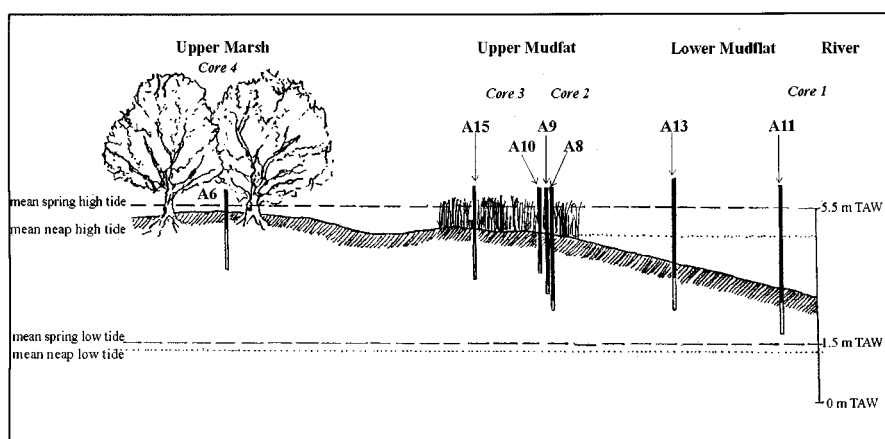 Upper Marsh
Upper Mudfat
Lower Mudflat
River
Core 4
Core 3
Core 2
Core 1
A15
A9
A13
A11
A10
A8
A6
mean spring high tide
5.5 m TAW
mean neap high tide
mean spring low tide
1.5 m TAW
mean neap low tide
0 m TAW